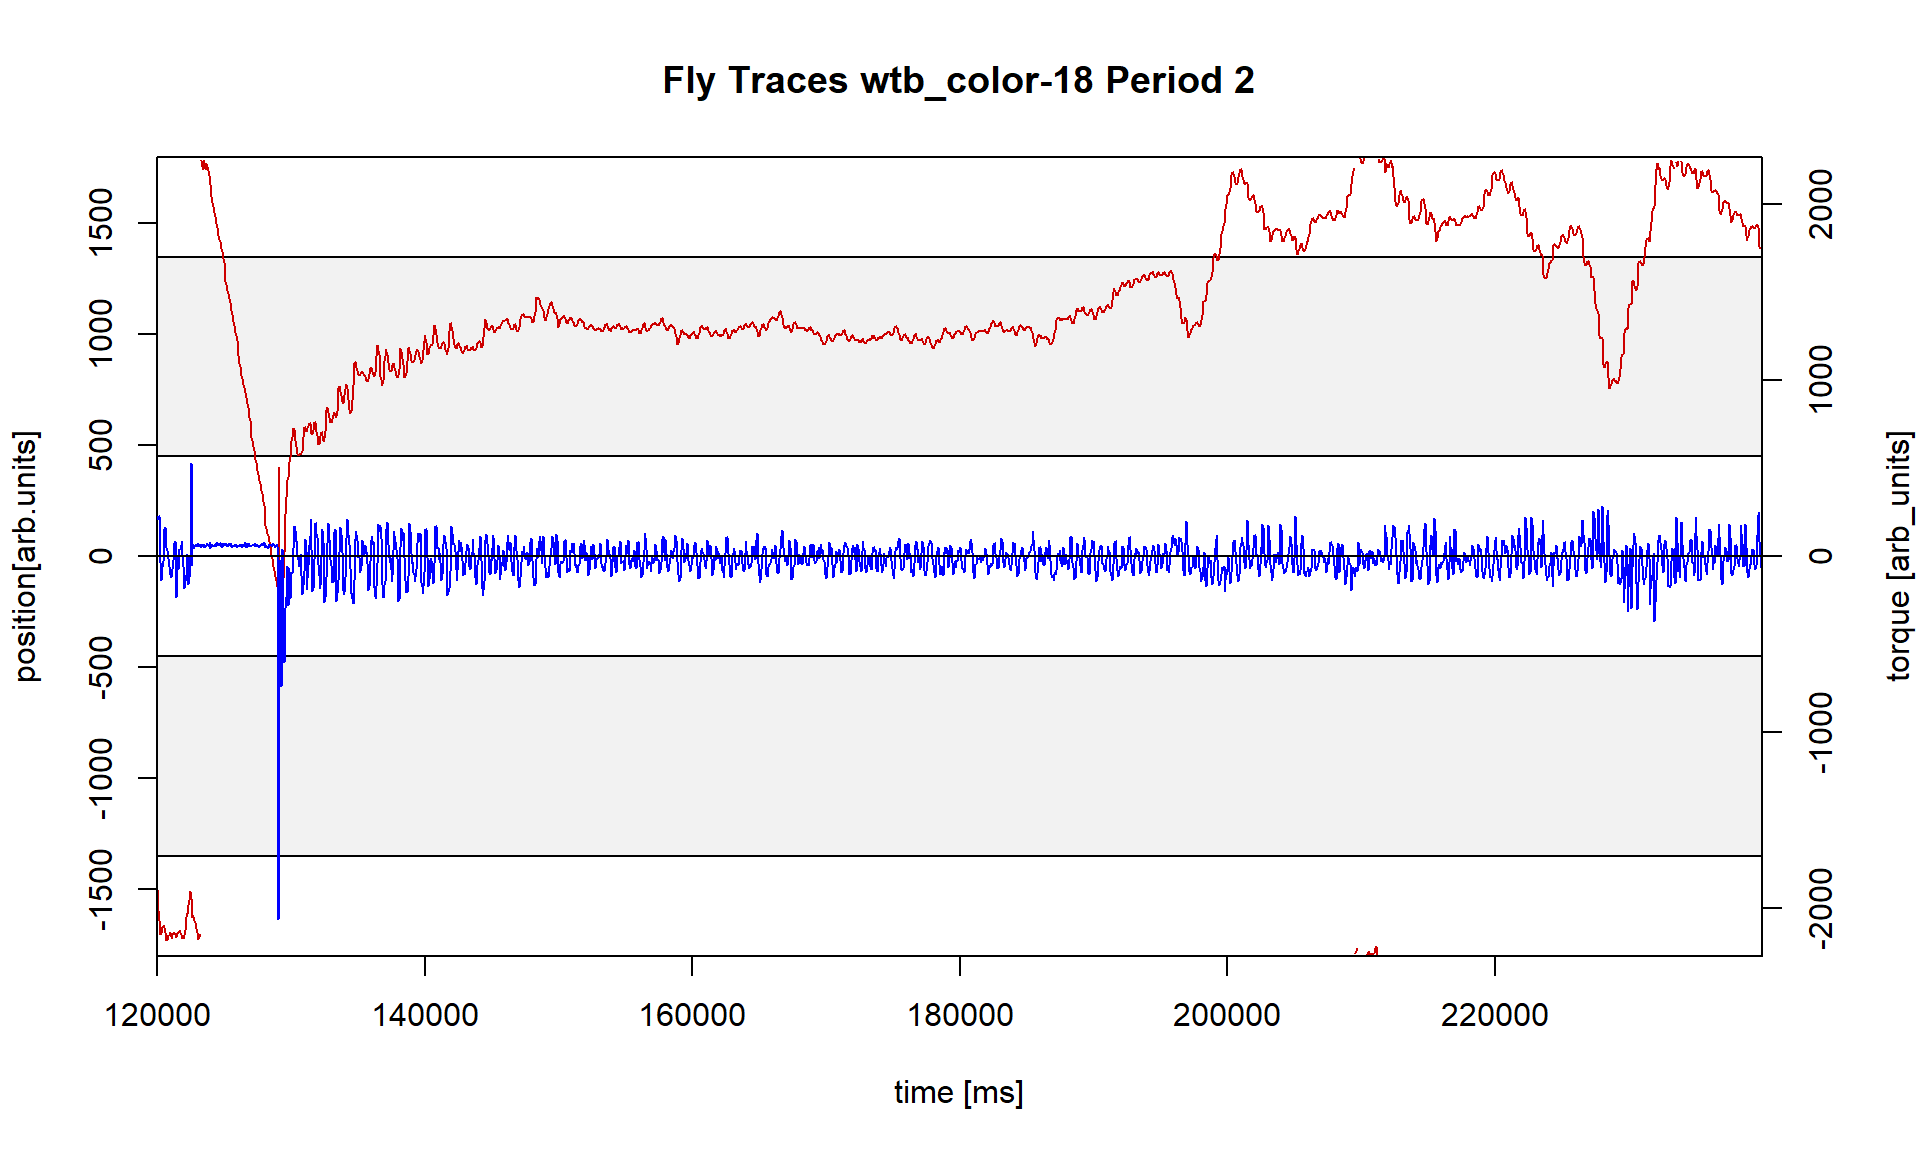 Fly Traces wtb_color-18 Period 2
position[arb.units]
1500
1000
500
0
-500
-1000
-1500
2000
1000
0
-1000
-2000
torque [arb_units]
120000 140000 160000 180000 200000 220000
time [ms]